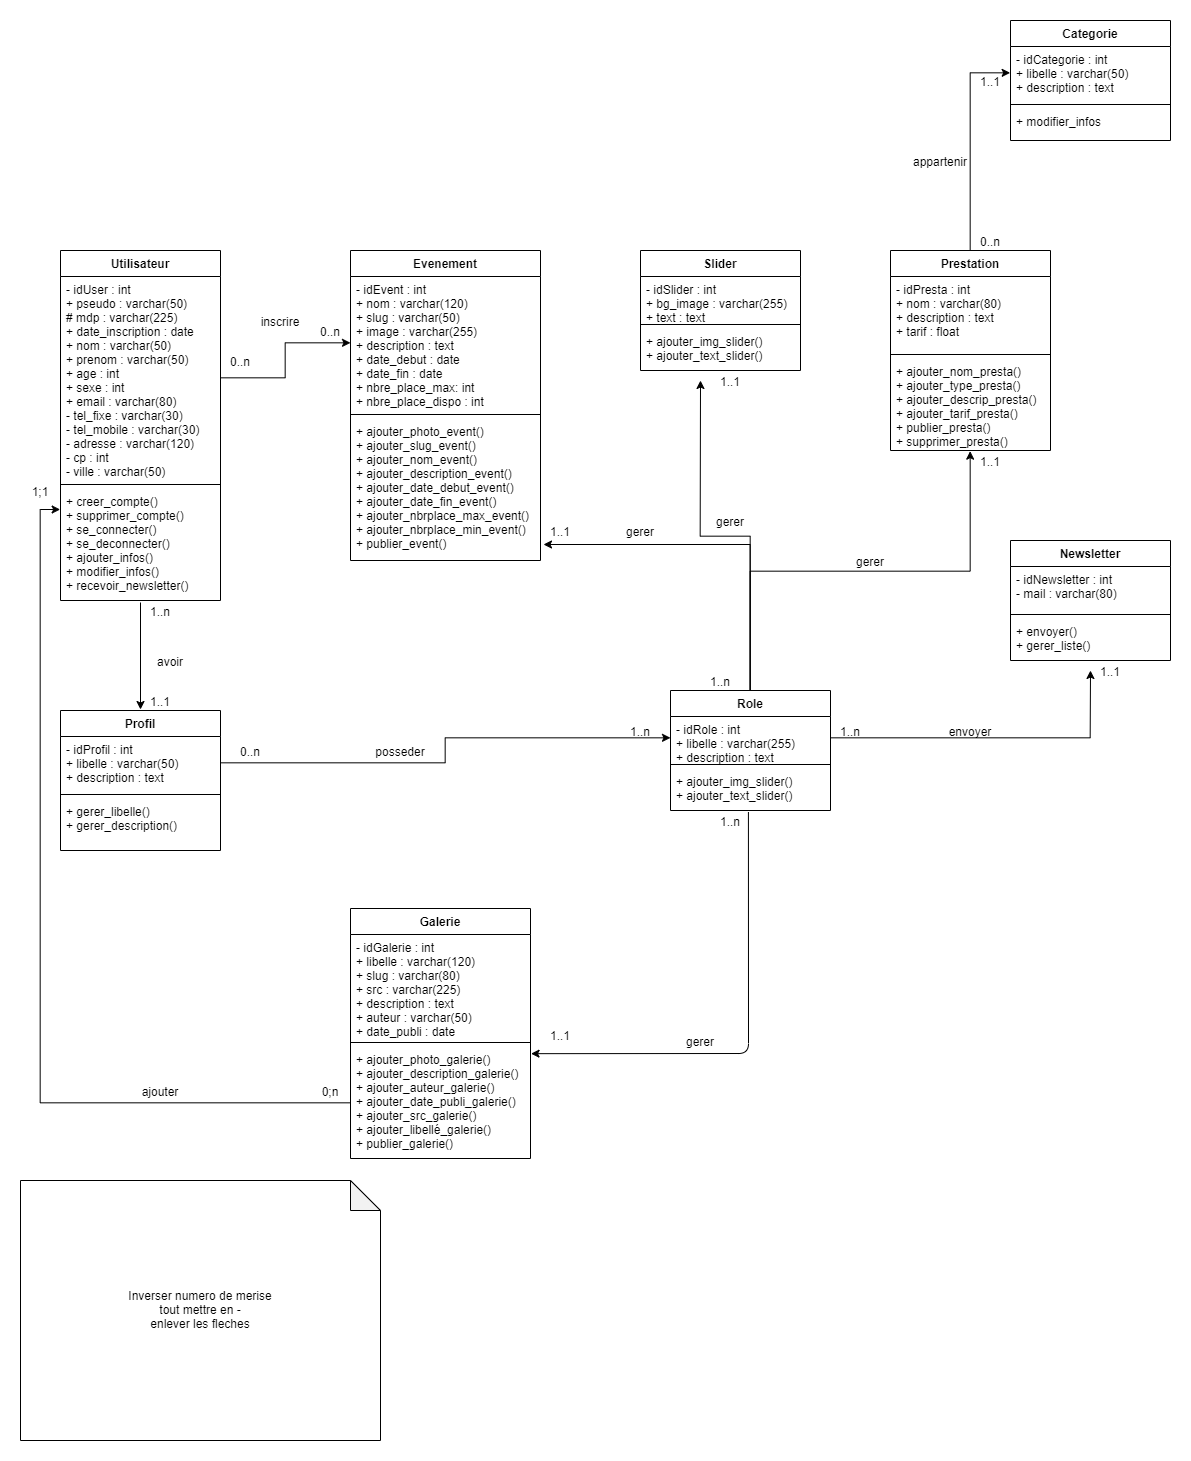 Categorie
- idCategorie : int
+ libelle : varchar(50)
+ description : text
+ modifier_infos
1..1
appartenir
0..n
Utilisateur
- idUser : int
+ pseudo : varchar(50)
# mdp : varchar(225)
+ date_inscription : date
+ nom : varchar(50)
+ prenom : varchar(50)
+ age : int
+ sexe : int
+ email : varchar(80)
- tel_fixe : varchar(30)
- tel_mobile : varchar(30)
- adresse : varchar(120)
- cp : int
- ville : varchar(50)
+ creer_compte()
+ supprimer_compte()
+ se_connecter()
+ se_deconnecter()
+ ajouter_infos()
+ modifier_infos()
+ recevoir_newsletter()
inscrire
0..n
0..n
Evenement
- idEvent : int
+ nom : varchar(120)
+ slug : varchar(50)
+ image : varchar(255)
+ description : text
+ date_debut : date
+ date_fin : date
+ nbre_place_max: int
+ nbre_place_dispo : int
+ ajouter_photo_event()
+ ajouter_slug_event()
+ ajouter_nom_event()
+ ajouter_description_event()
+ ajouter_date_debut_event()
+ ajouter_date_fin_event()
+ ajouter_nbrplace_max_event()
+ ajouter_nbrplace_min_event()
+ publier_event()
Slider
- idSlider : int
+ bg_image : varchar(255)
+ text : text
+ ajouter_img_slider()
+ ajouter_text_slider()
1..1
Prestation
- idPresta : int
+ nom : varchar(80)
+ description : text
+ tarif : float
+ ajouter_nom_presta()
+ ajouter_type_presta()
+ ajouter_descrip_presta()
+ ajouter_tarif_presta()
+ publier_presta()
+ supprimer_presta()
1..1
1;1
1..1
gerer
gerer
gerer
Newsletter
- idNewsletter : int
- mail : varchar(80)
+ envoyer()
+ gerer_liste()
1..1
1..n
avoir
1..1
Profil
- idProfil : int
+ libelle : varchar(50)
+ description : text
+ gerer_libelle()
+ gerer_description()
0..n
posseder
1..n
1..n
Role
- idRole : int
+ libelle : varchar(255)
+ description : text
+ ajouter_img_slider()
+ ajouter_text_slider()
1..n
envoyer
1..n
Galerie
- idGalerie : int
+ libelle : varchar(120)
+ slug : varchar(80)
+ src : varchar(225)
+ description : text
+ auteur : varchar(50)
+ date_publi : date
+ ajouter_photo_galerie()
+ ajouter_description_galerie()
+ ajouter_auteur_galerie()
+ ajouter_date_publi_galerie()
+ ajouter_src_galerie()
+ ajouter_libellé_galerie()
+ publier_galerie()
1..1
gerer
ajouter
0;n
Inverser numero de merise
tout mettre en -
enlever les fleches